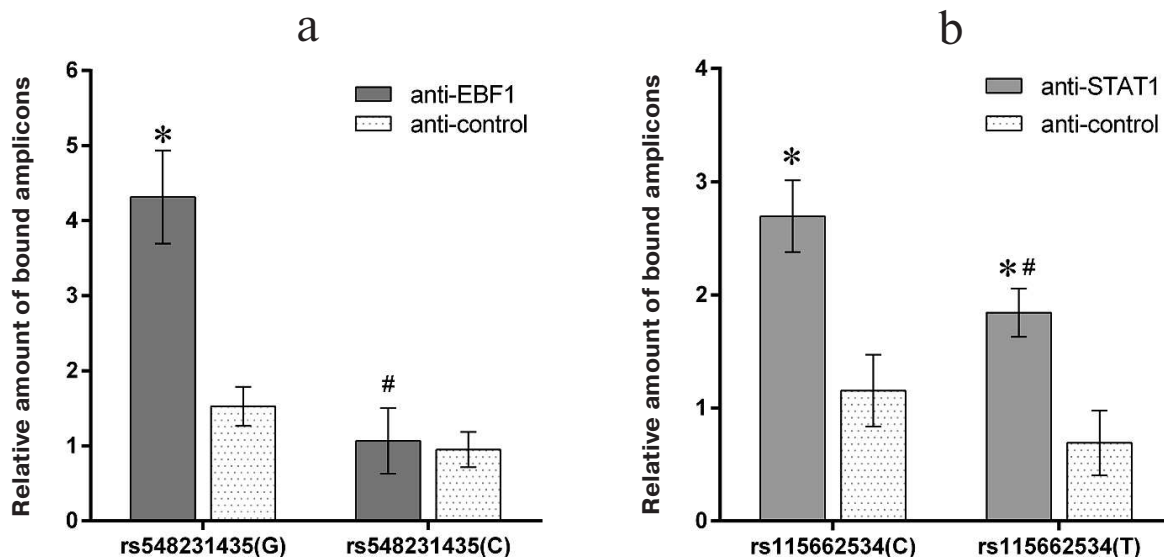 a
Relative amount of bound amplicons
6
5
4
3
2
1
0
anti-EBF1
anti-control
*
#
rs548231435(G)
rs548231435(C)
b
Relative amount of bound amplicons
4
3
2
1
0
anti-STAT1
anti-control
*
*#
rs115662534(C)
rs115662534(T)